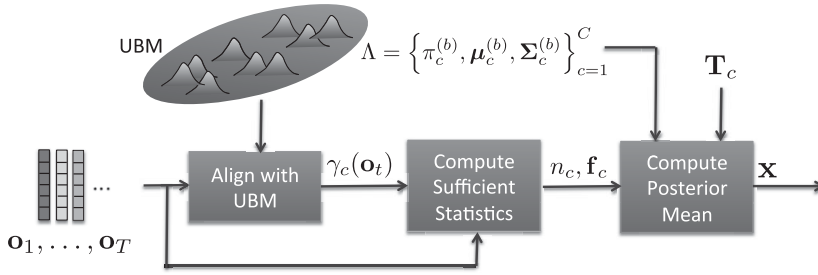 UBM
Λ = { π_c^(b), μ_c^(b), Σ_c^(b) }_{c=1}^C
T_c
Align with
UBM
γ_c(o_t)
Compute
Sufficient
Statistics
n_c, f_c
Compute
Posterior
Mean
x
...
o_1, . . . , o_T